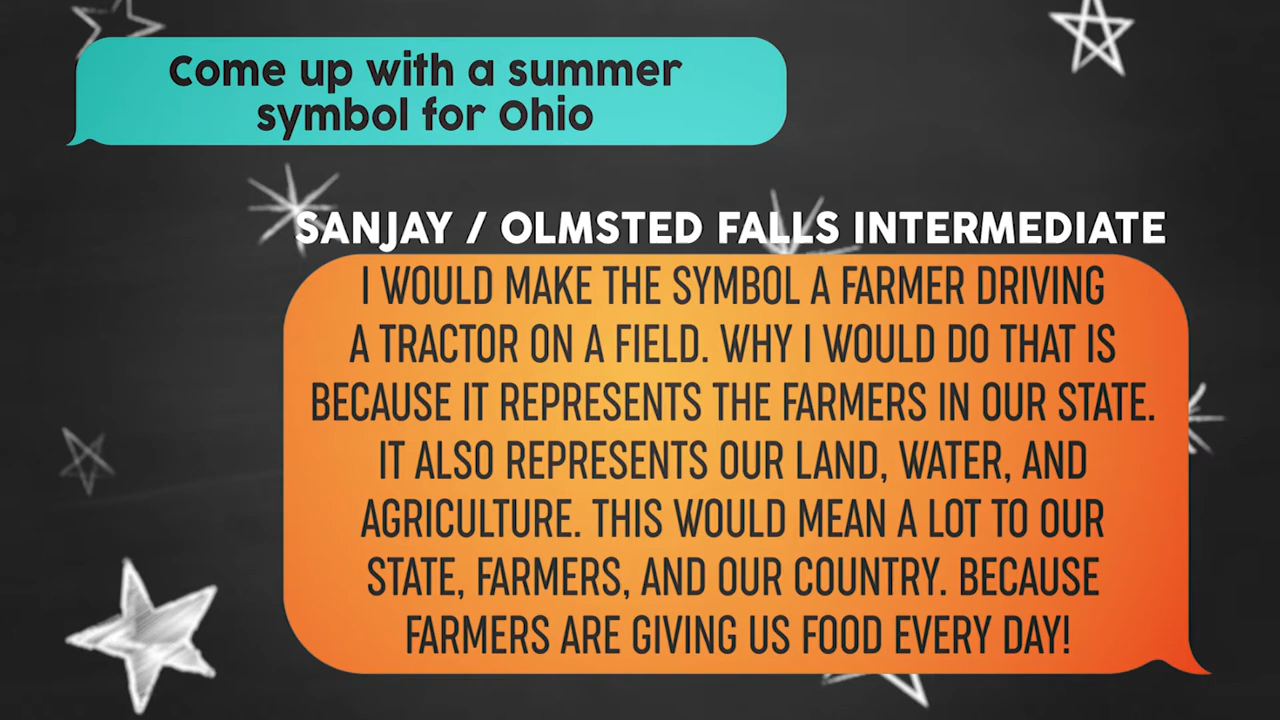 Come up with a summer
symbol for Ohio
SANJAY / OLMSTED FALLS INTERMEDIATE
I WOULD MAKE THE SYMBOL A FARMER DRIVING
A TRACTOR ON A FIELD. WHY I WOULD DO THAT IS
BECAUSE IT REPRESENTS THE FARMERS IN OUR STATE.
IT ALSO REPRESENTS OUR LAND, WATER, AND
AGRICULTURE. THIS WOULD MEAN A LOT TO OUR
STATE, FARMERS, AND OUR COUNTRY. BECAUSE
FARMERS ARE GIVING US FOOD EVERY DAY!